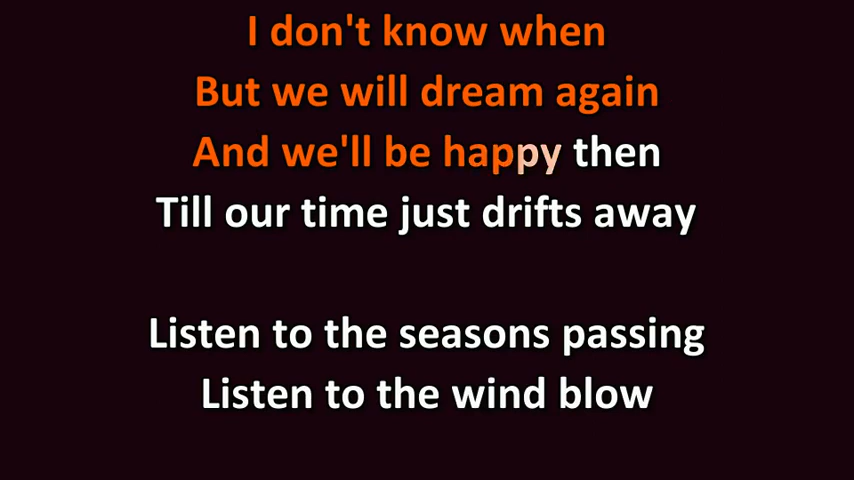 I don't know when
But we will dream again
And we'll be happy then
Till our time just drifts away
Listen to the seasons passing
Listen to the wind blow